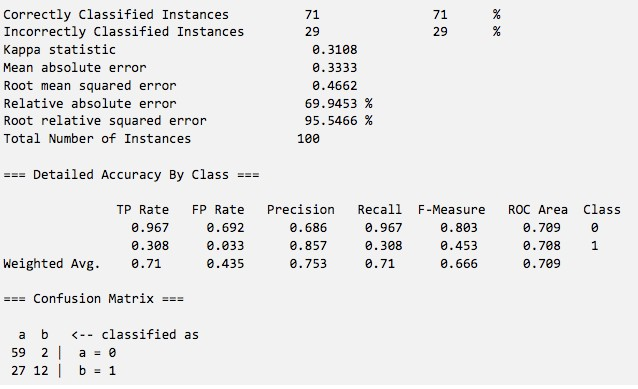 Correctly Classified Instances 71 71 %
Incorrectly Classified Instances 29 29 %
Kappa statistic 0.3108
Mean absolute error 0.3333
Root mean squared error 0.4662
Relative absolute error 69.9453 %
Root relative squared error 95.5466 %
Total Number of Instances 100
=== Detailed Accuracy By Class ===
TP Rate FP Rate Precision Recall F-Measure ROC Area Class
0.967 0.692 0.686 0.967 0.803 0.709 0
0.308 0.033 0.857 0.308 0.453 0.708 1
Weighted Avg. 0.71 0.435 0.753 0.71 0.666 0.709
=== Confusion Matrix ===
a b <-- classified as
59 2 | a = 0
27 12 | b = 1